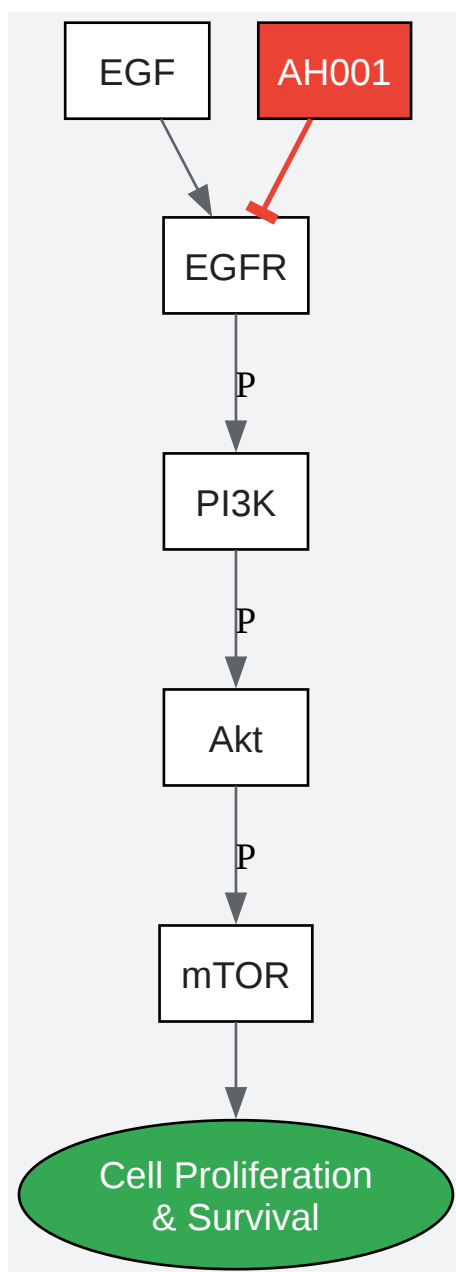 EGF
AH001
EGFR
P
PI3K
P
Akt
P
mTOR
Cell Proliferation
& Survival